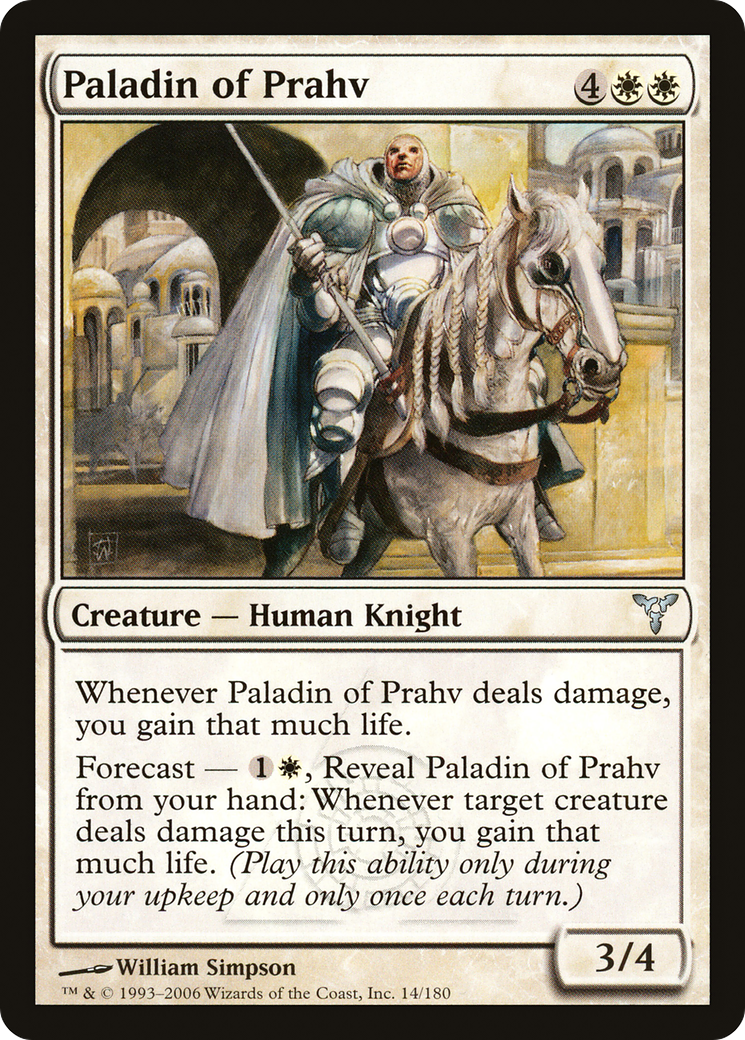 Paladin of Prahv 4
Creature — Human Knight
Whenever Paladin of Prahv deals damage,
you gain that much life.
Forecast — 1, Reveal Paladin of Prahv
from your hand: Whenever target creature
deals damage this turn, you gain that
much life. (Play this ability only during
your upkeep and only once each turn.)
3/4
William Simpson
™ & © 1993–2006 Wizards of the Coast, Inc. 14/180